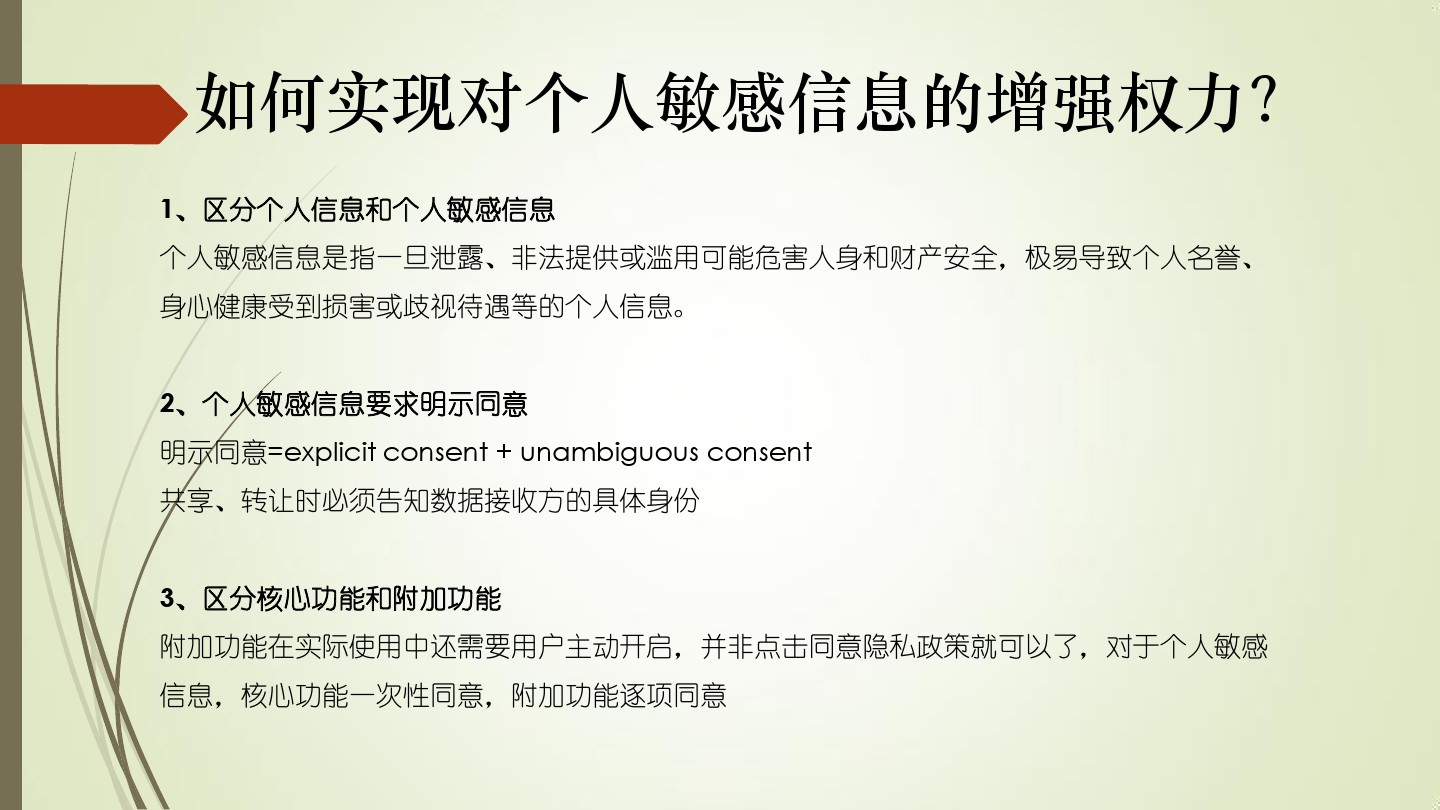 如何实现对个人敏感信息的增强权力?
1、区分个人信息和个人敏感信息
个人敏感信息是指一旦泄露、非法提供或滥用可能危害人身和财产安全，极易导致个人名誉、
身心健康受到损害或歧视待遇等的个人信息。
2、个人敏感信息要求明示同意
明示同意=explicit consent + unambiguous consent
共享、转让时必须告知数据接收方的具体身份
3、区分核心功能和附加功能
附加功能在实际使用中还需要用户主动开启，并非点击同意隐私政策就可以了，对于个人敏感
信息，核心功能一次性同意，附加功能逐项同意